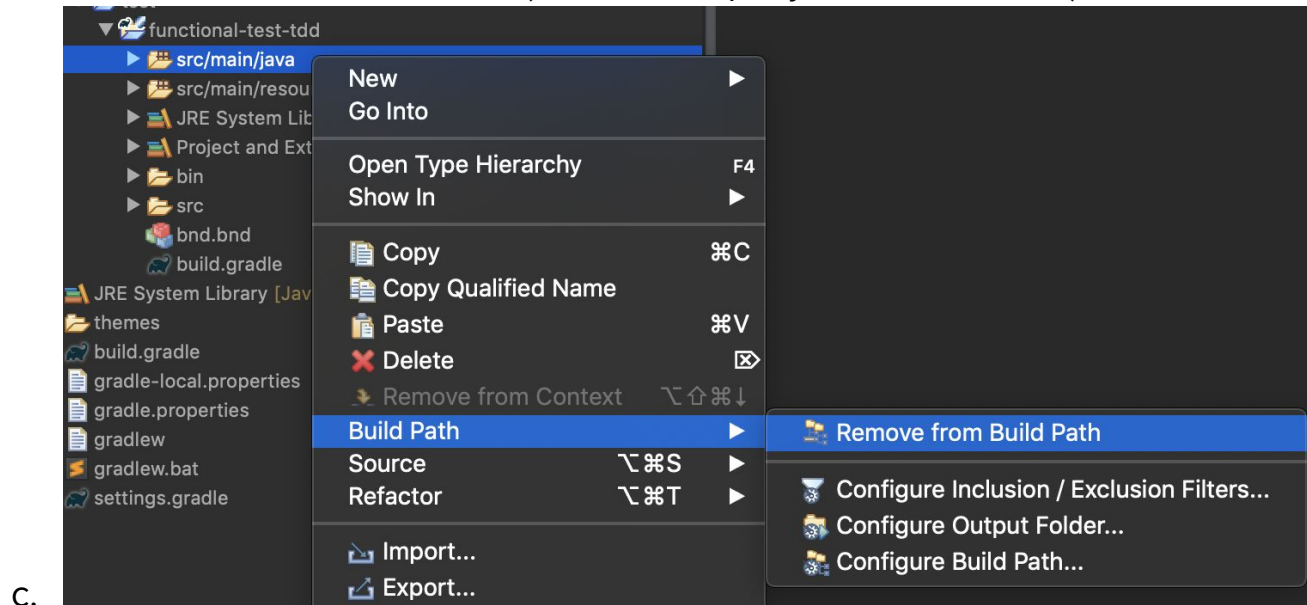 functional-test-tdd
src/main/java
src/main/resou
JRE System Lib
Project and Ext
bin
src
bnd.bnd
build.gradle
JRE System Library [Jav
themes
build.gradle
gradle-local.properties
gradle.properties
gradlew
gradlew.bat
settings.gradle
New
Go Into
Open Type Hierarchy F4
Show In
Copy ⌘C
Copy Qualified Name
Paste ⌘V
Delete ⌦
Remove from Context ⌥⇧⌘↓
Build Path
Source ⌥⌘S
Refactor ⌥⌘T
Import...
Export...
Remove from Build Path
Configure Inclusion / Exclusion Filters...
Configure Output Folder...
Configure Build Path...
C.